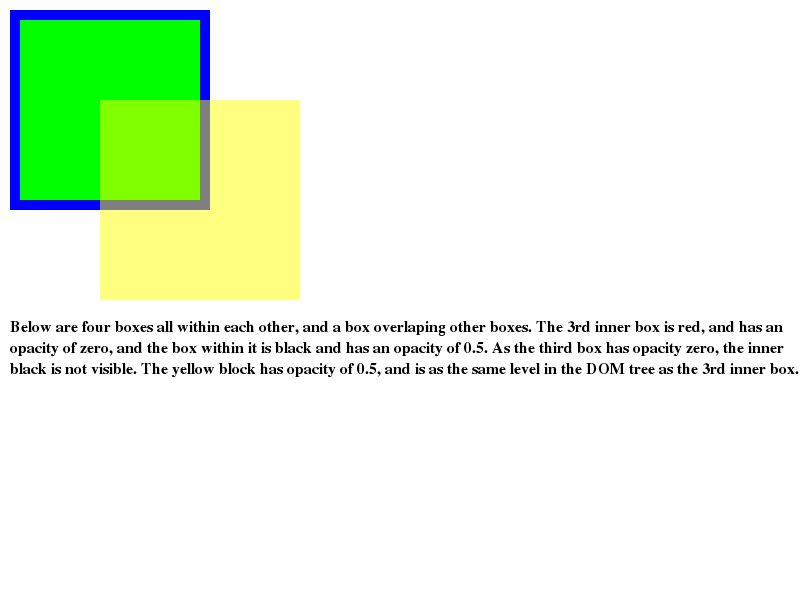 Below are four boxes all within each other, and a box overlaping other boxes. The 3rd inner box is red, and has an
opacity of zero, and the box within it is black and has an opacity of 0.5. As the third box has opacity zero, the inner
black is not visible. The yellow block has opacity of 0.5, and is as the same level in the DOM tree as the 3rd inner box.